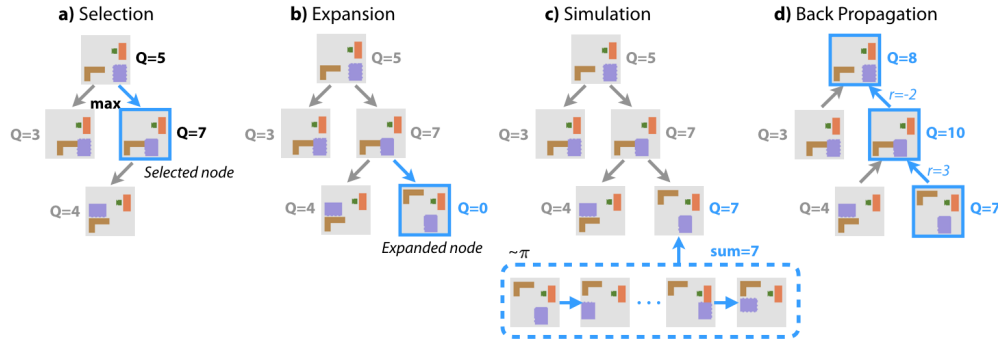 a) Selection
Q=5
max
Q=3
Q=7
Selected node
Q=4
b) Expansion
Q=5
Q=3
Q=7
Q=4
Q=0
Expanded node
c) Simulation
Q=5
Q=3
Q=7
Q=4
Q=7
~π
sum=7
. . .
d) Back Propagation
Q=8
r=-2
Q=3
Q=10
r=3
Q=4
Q=7